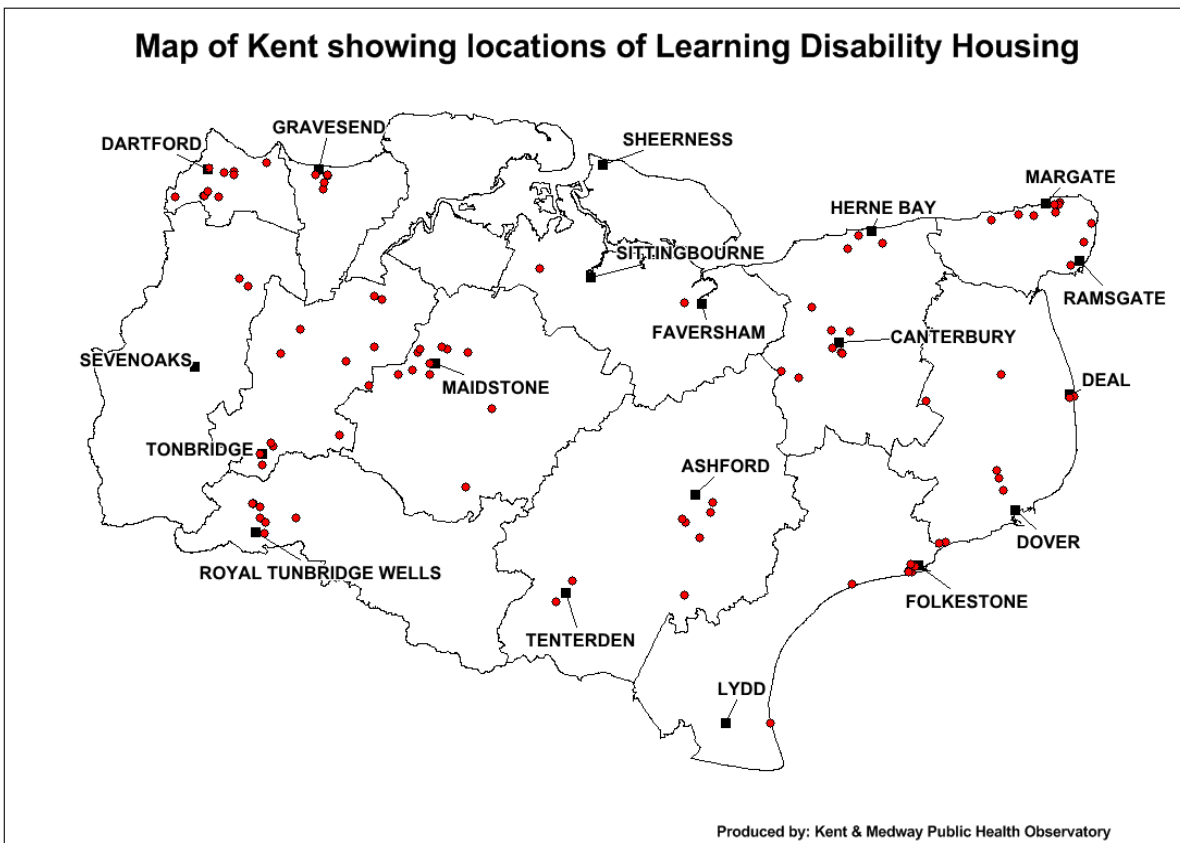 Map of Kent showing locations of Learning Disability Housing
GRAVESEND
DARTFORD
SHEERNESS
MARGATE
HERNE BAY
SITTINGBOURNE
RAMSGATE
FAVERSHAM
CANTERBURY
SEVENOAKS
MAIDSTONE
DEAL
TONBRIDGE
ASHFORD
DOVER
ROYAL TUNBRIDGE WELLS
FOLKESTONE
TENTERDEN
LYDD
Produced by: Kent & Medway Public Health Observatory